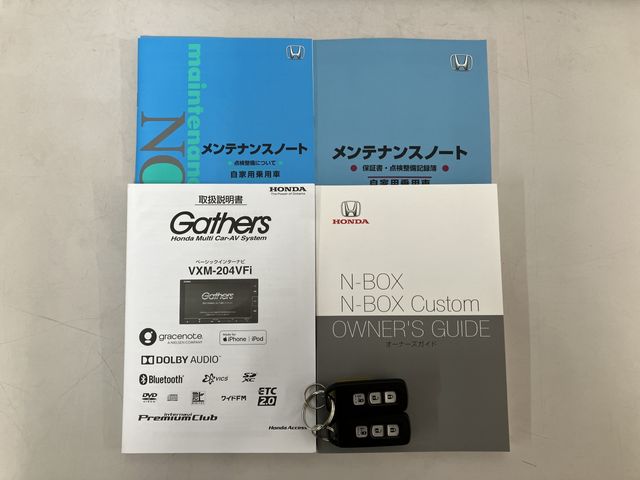 maintenanc
NO
メンテナンスノート
点検整備について
自家用乗用車
メンテナンスノート
保証書・点検整備記録簿
自家用乗用車
取扱説明書
HONDA
The Power of Dreams
Gathers
Honda Multi Car-AV System
ベーシックインターナビ
VXM-204VFi
Gathers
gracenote
A NIELSEN COMPANY
Made for
iPhone | iPod
DOLBY AUDIO
Bluetooth
VICS
SD
XC
DVD
VIDEO
ワイドFM
ETC
2.0
internavi
Premium Club
Honda Access
HONDA
N-BOX
N-BOX Custom
OWNER'S GUIDE
オーナーズガイド